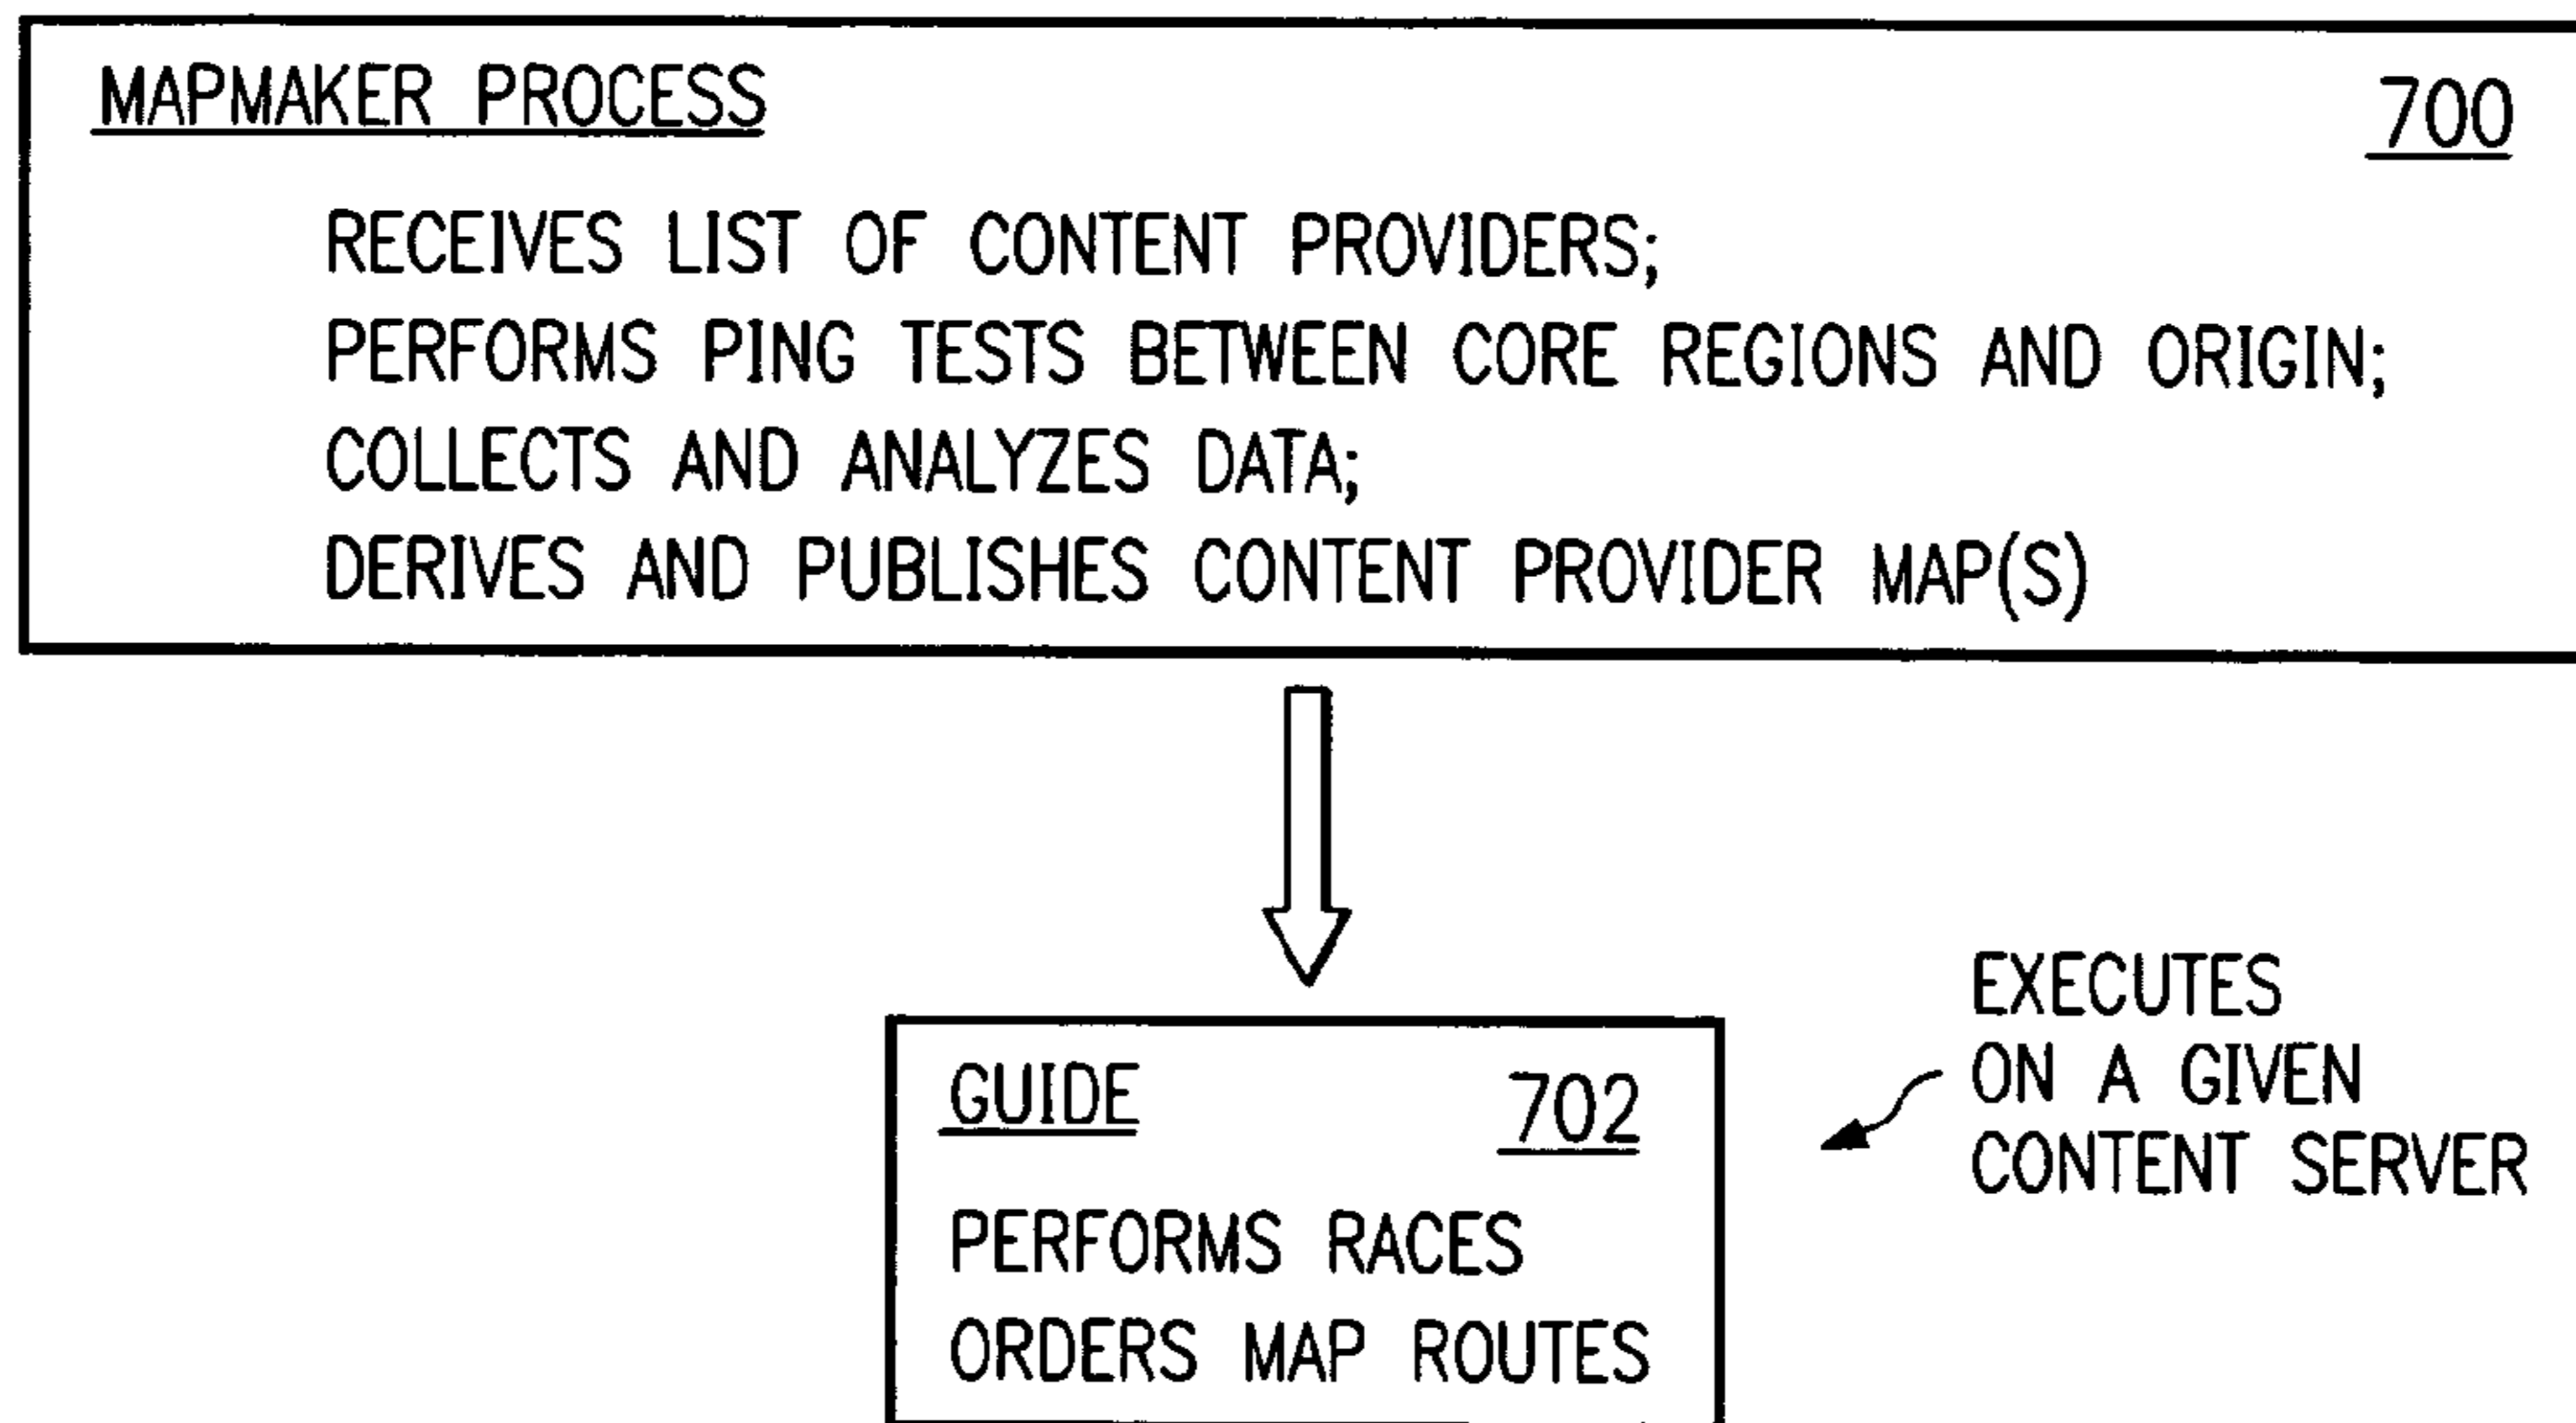 MAPMAKER PROCESS 700
RECEIVES LIST OF CONTENT PROVIDERS;
PERFORMS PING TESTS BETWEEN CORE REGIONS AND ORIGIN;
COLLECTS AND ANALYZES DATA;
DERIVES AND PUBLISHES CONTENT PROVIDER MAP(S)
EXECUTES
ON A GIVEN
CONTENT SERVER
GUIDE 702
PERFORMS RACES
ORDERS MAP ROUTES